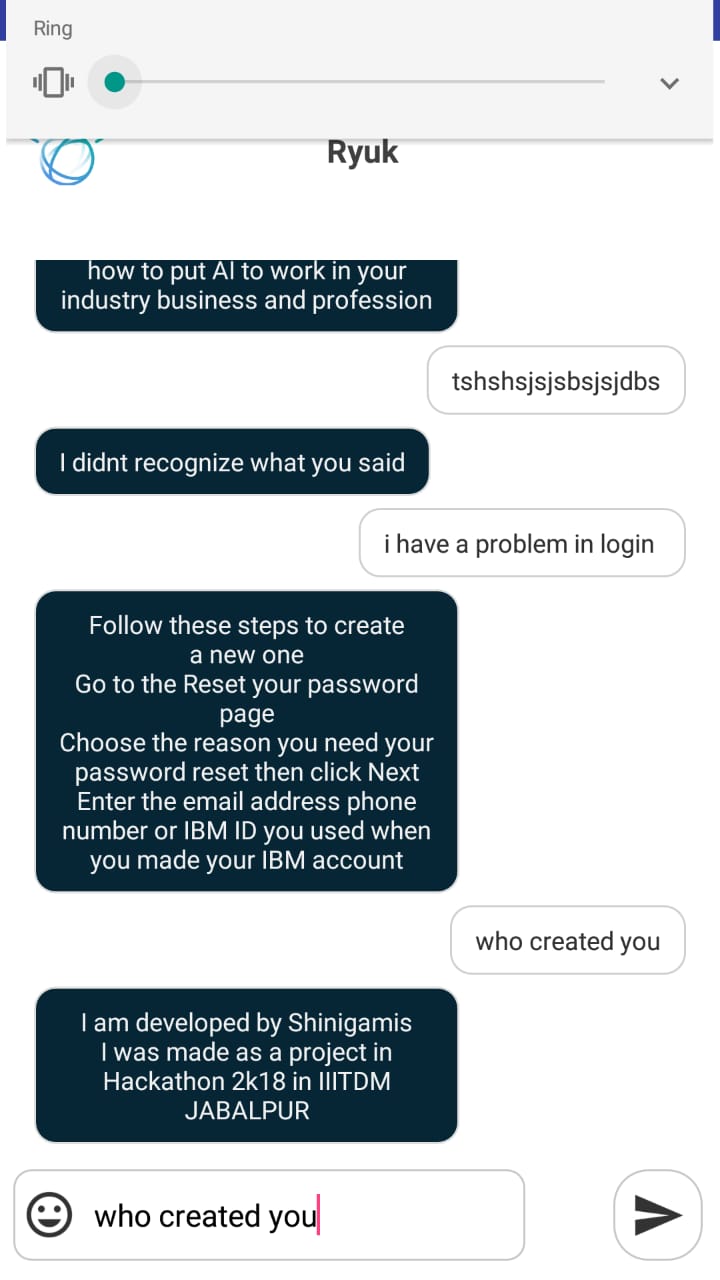 Ring
Ryuk
how to put AI to work in your
industry business and profession
tshshsjsjsbsjsjdbs
I didnt recognize what you said
i have a problem in login
Follow these steps to create
a new one
Go to the Reset your password
page
Choose the reason you need your
password reset then click Next
Enter the email address phone
number or IBM ID you used when
you made your IBM account
who created you
I am developed by Shinigamis
I was made as a project in
Hackathon 2k18 in IIITDM
JABALPUR
who created you